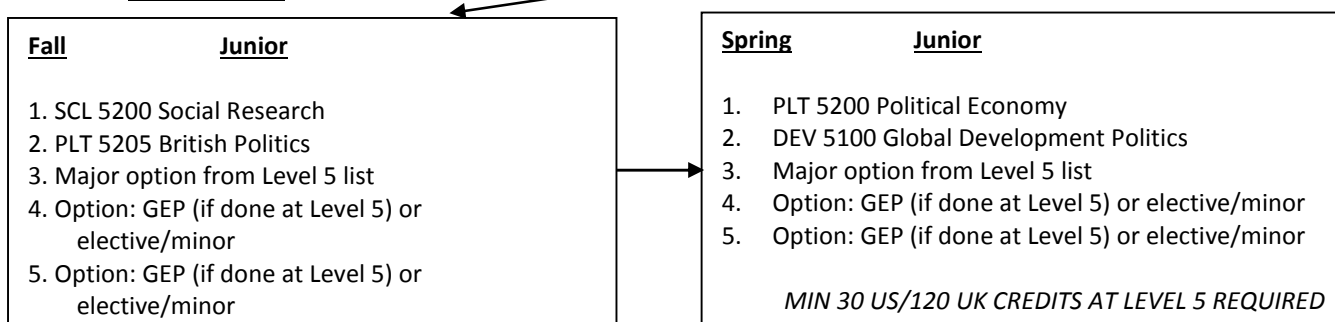 Fall Junior
1. SCL 5200 Social Research
2. PLT 5205 British Politics
3. Major option from Level 5 list
4. Option: GEP (if done at Level 5) or
elective/minor
5. Option: GEP (if done at Level 5) or
elective/minor
Spring Junior
1. PLT 5200 Political Economy
2. DEV 5100 Global Development Politics
3. Major option from Level 5 list
4. Option: GEP (if done at Level 5) or elective/minor
5. Option: GEP (if done at Level 5) or elective/minor
MIN 30 US/120 UK CREDITS AT LEVEL 5 REQUIRED